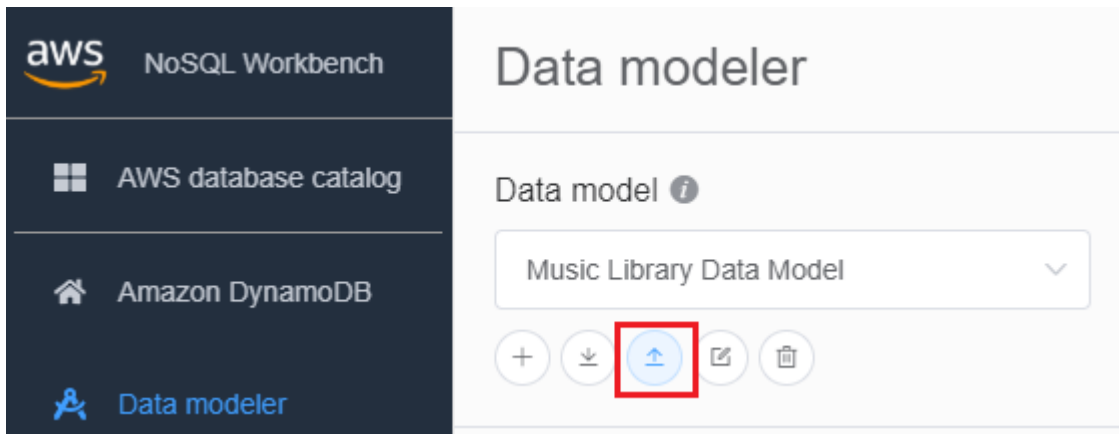 aws NoSQL Workbench
AWS database catalog
Amazon DynamoDB
Data modeler
Data modeler
Data model
Music Library Data Model